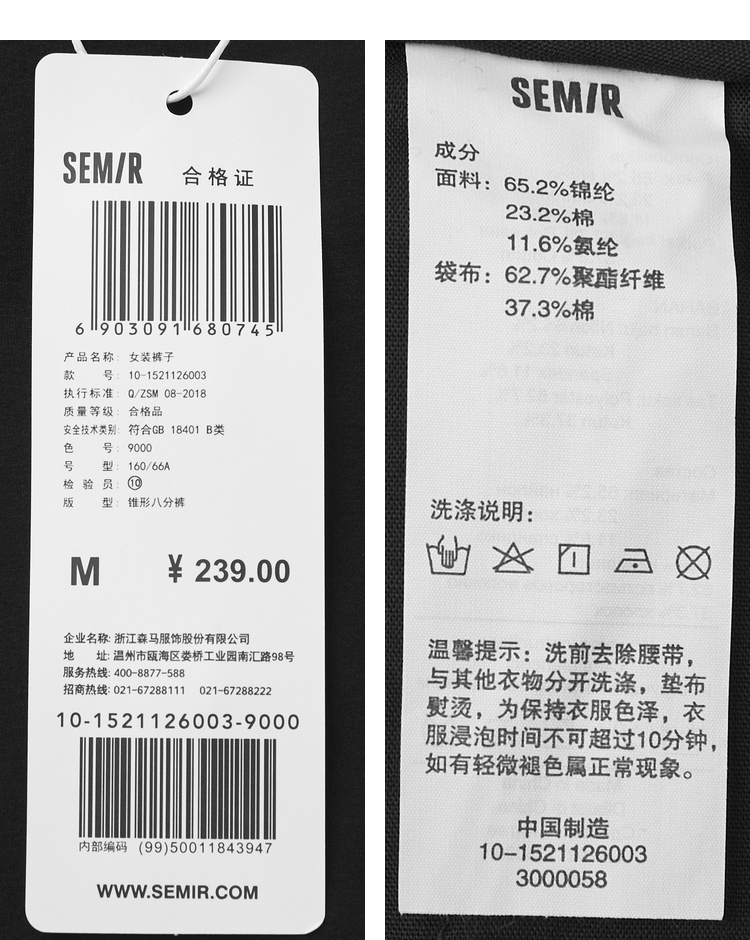 SEMIR 合格证
6 903091 680745
产品名称: 女装裤子
款 号: 10-1521126003
执行标准: Q/ZSM 08-2018
质量等级: 合格品
安全技术类别: 符合GB 18401 B类
色 号: 9000
号 型: 160/66A
检 验 员: ⑩
版 型: 锥形八分裤
M ¥ 239.00
企业名称: 浙江森马服饰股份有限公司
地 址: 温州市瓯海区娄桥工业园南汇路98号
服务热线: 400-8877-588
招商热线: 021-67288111 021-67288222
10-1521126003-9000
内部编码 (99)50011843947
WWW.SEMIR.COM
SEMIR
成分
面料: 65.2%锦纶
23.2%棉
11.6%氨纶
袋布: 62.7%聚酯纤维
37.3%棉
洗涤说明:
温馨提示: 洗前去除腰带,
与其他衣物分开洗涤, 垫布
熨烫, 为保持衣服色泽, 衣
服浸泡时间不可超过10分钟,
如有轻微褪色属正常现象。
中国制造
10-1521126003
3000058